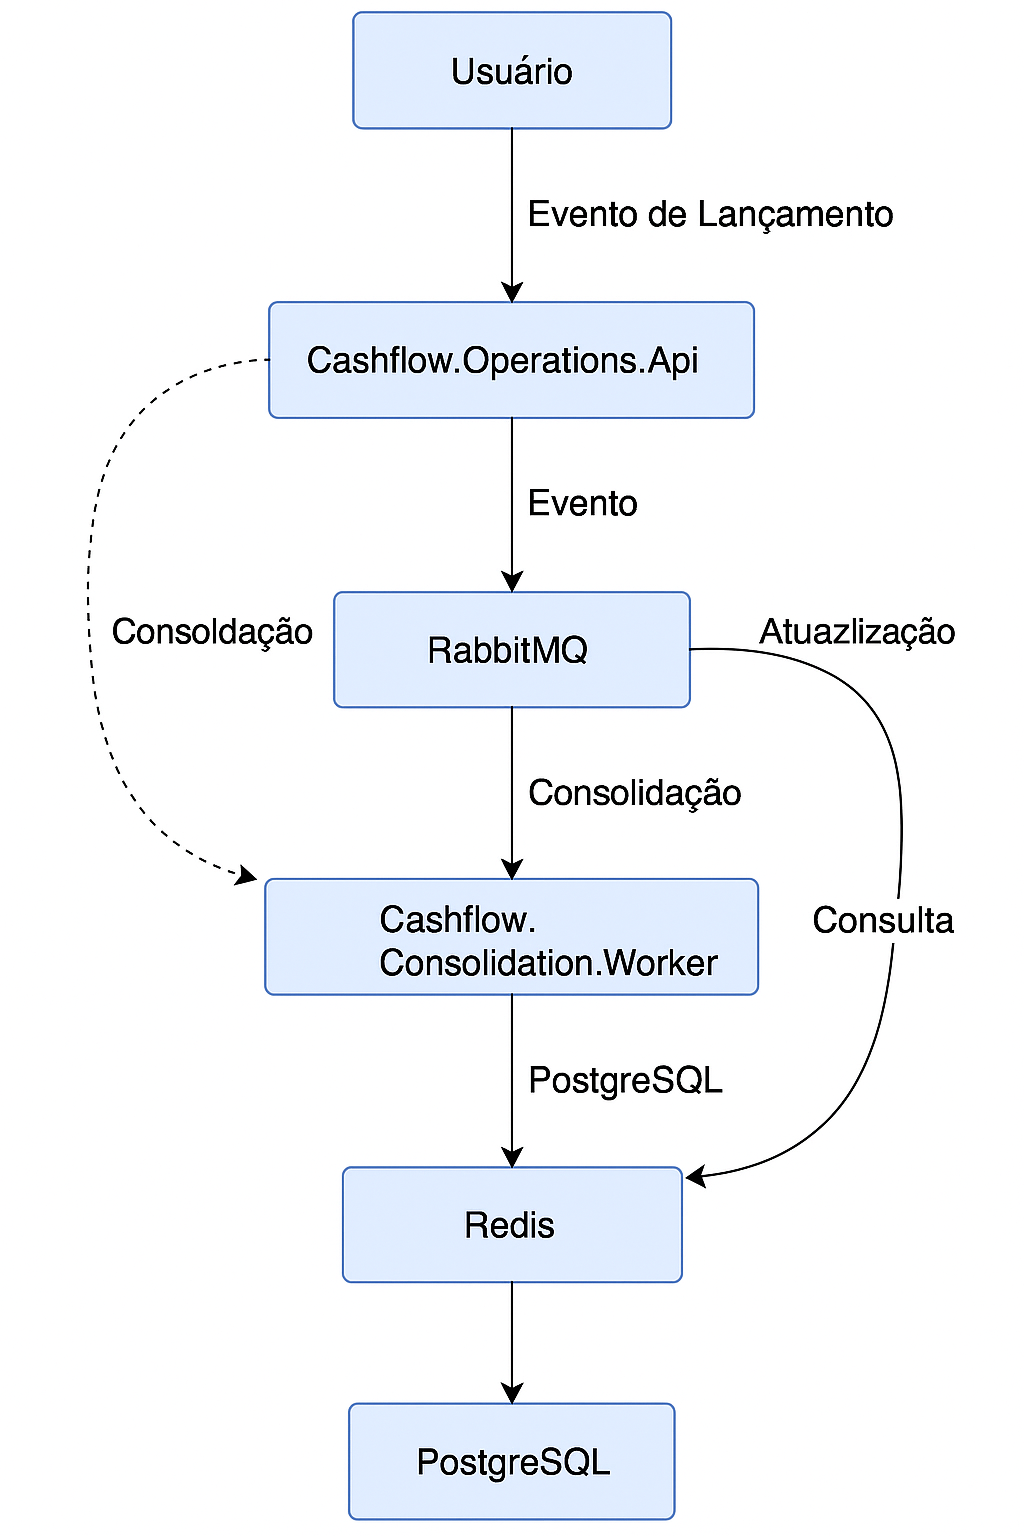 Usuário
Evento de Lançamento
Cashflow.Operations.Api
Evento
Consoldação
RabbitMQ
Atuazlização
Consolidação
Cashflow.
Consolidation.Worker
Consulta
PostgreSQL
Redis
PostgreSQL